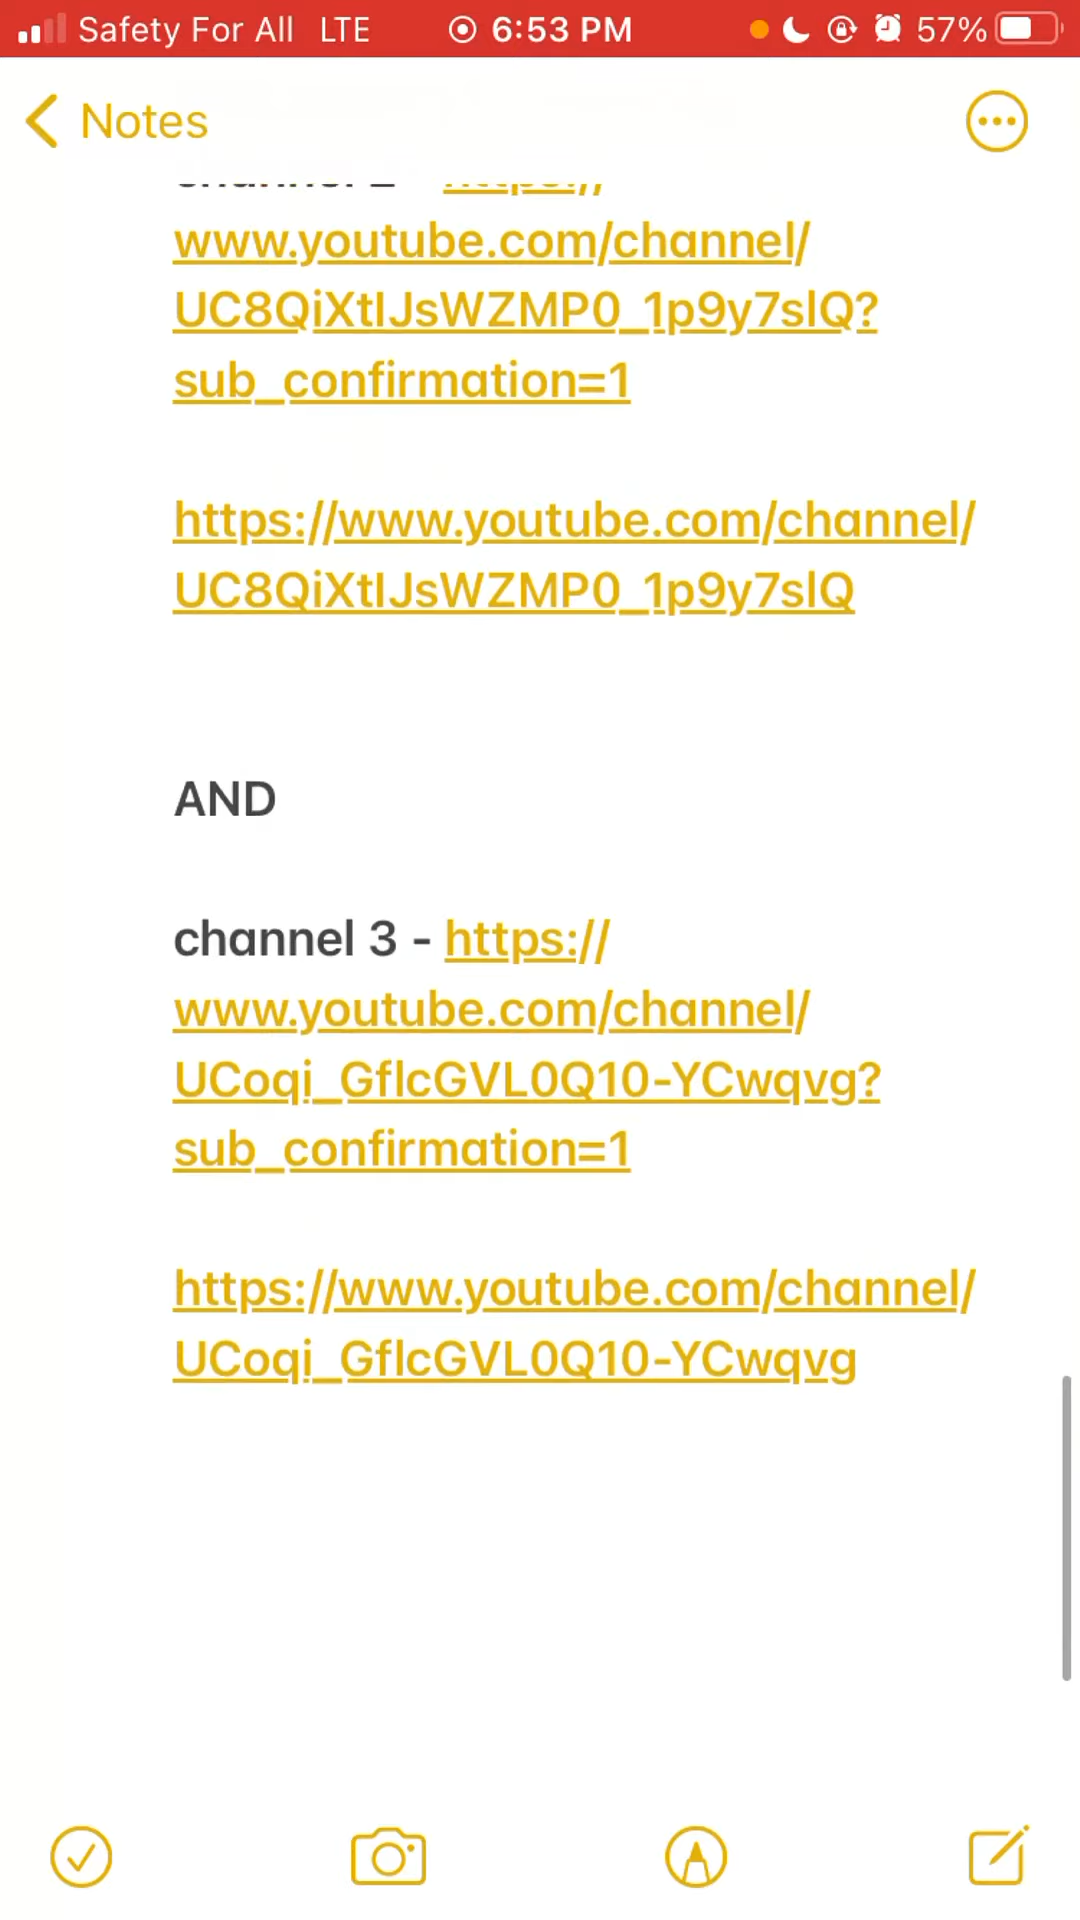 Safety For All LTE 6:53 PM 57%
Notes
www.youtube.com/channel/
UC8QiXtIJsWZMP0_1p9y7slQ?
sub_confirmation=1
https://www.youtube.com/channel/
UC8QiXtIJsWZMP0_1p9y7slQ
AND
channel 3 - https://
www.youtube.com/channel/
UCoqi_GflcGVL0Q10-YCwqvg?
sub_confirmation=1
https://www.youtube.com/channel/
UCoqi_GflcGVL0Q10-YCwqvg